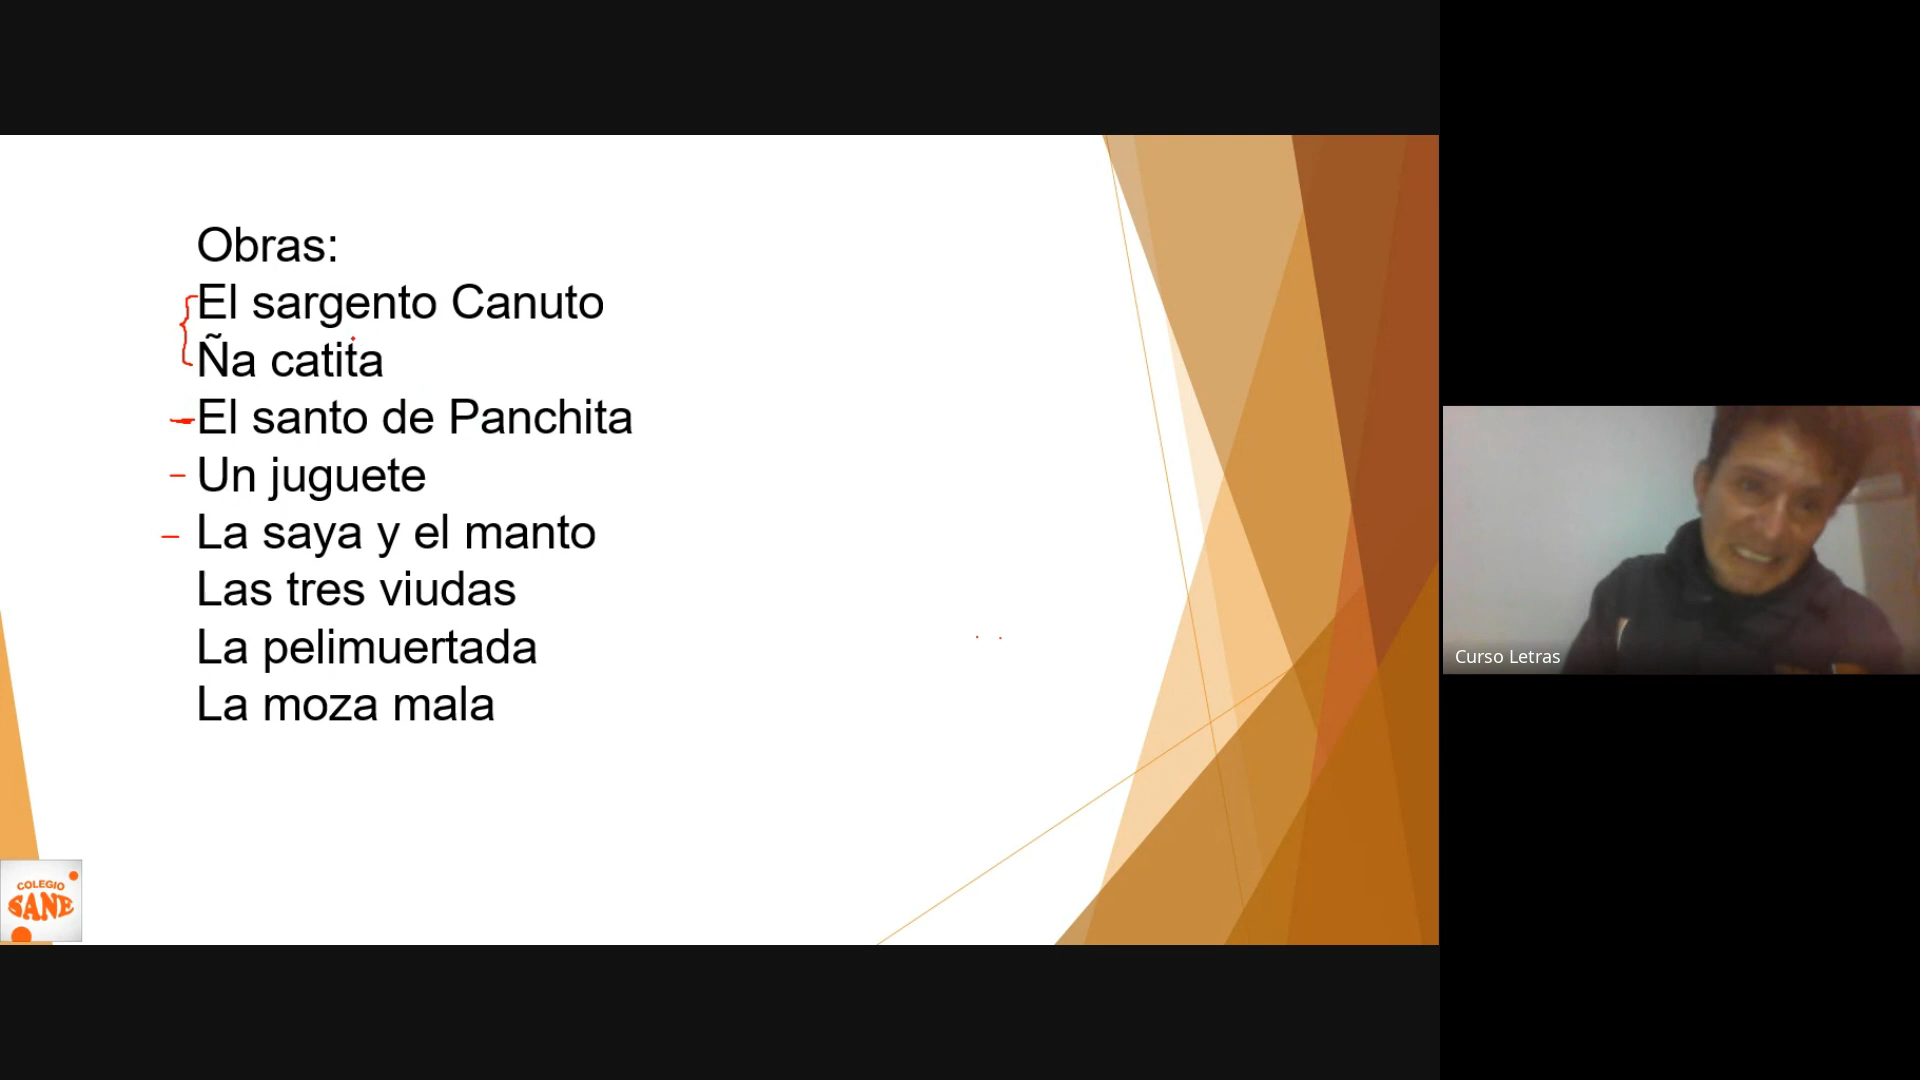 Obras:
El sargento Canuto
Ña catita
El santo de Panchita
Un juguete
La saya y el manto
Las tres viudas
La pelimuertada
La moza mala
COLEGIO
SANE
Curso Letras